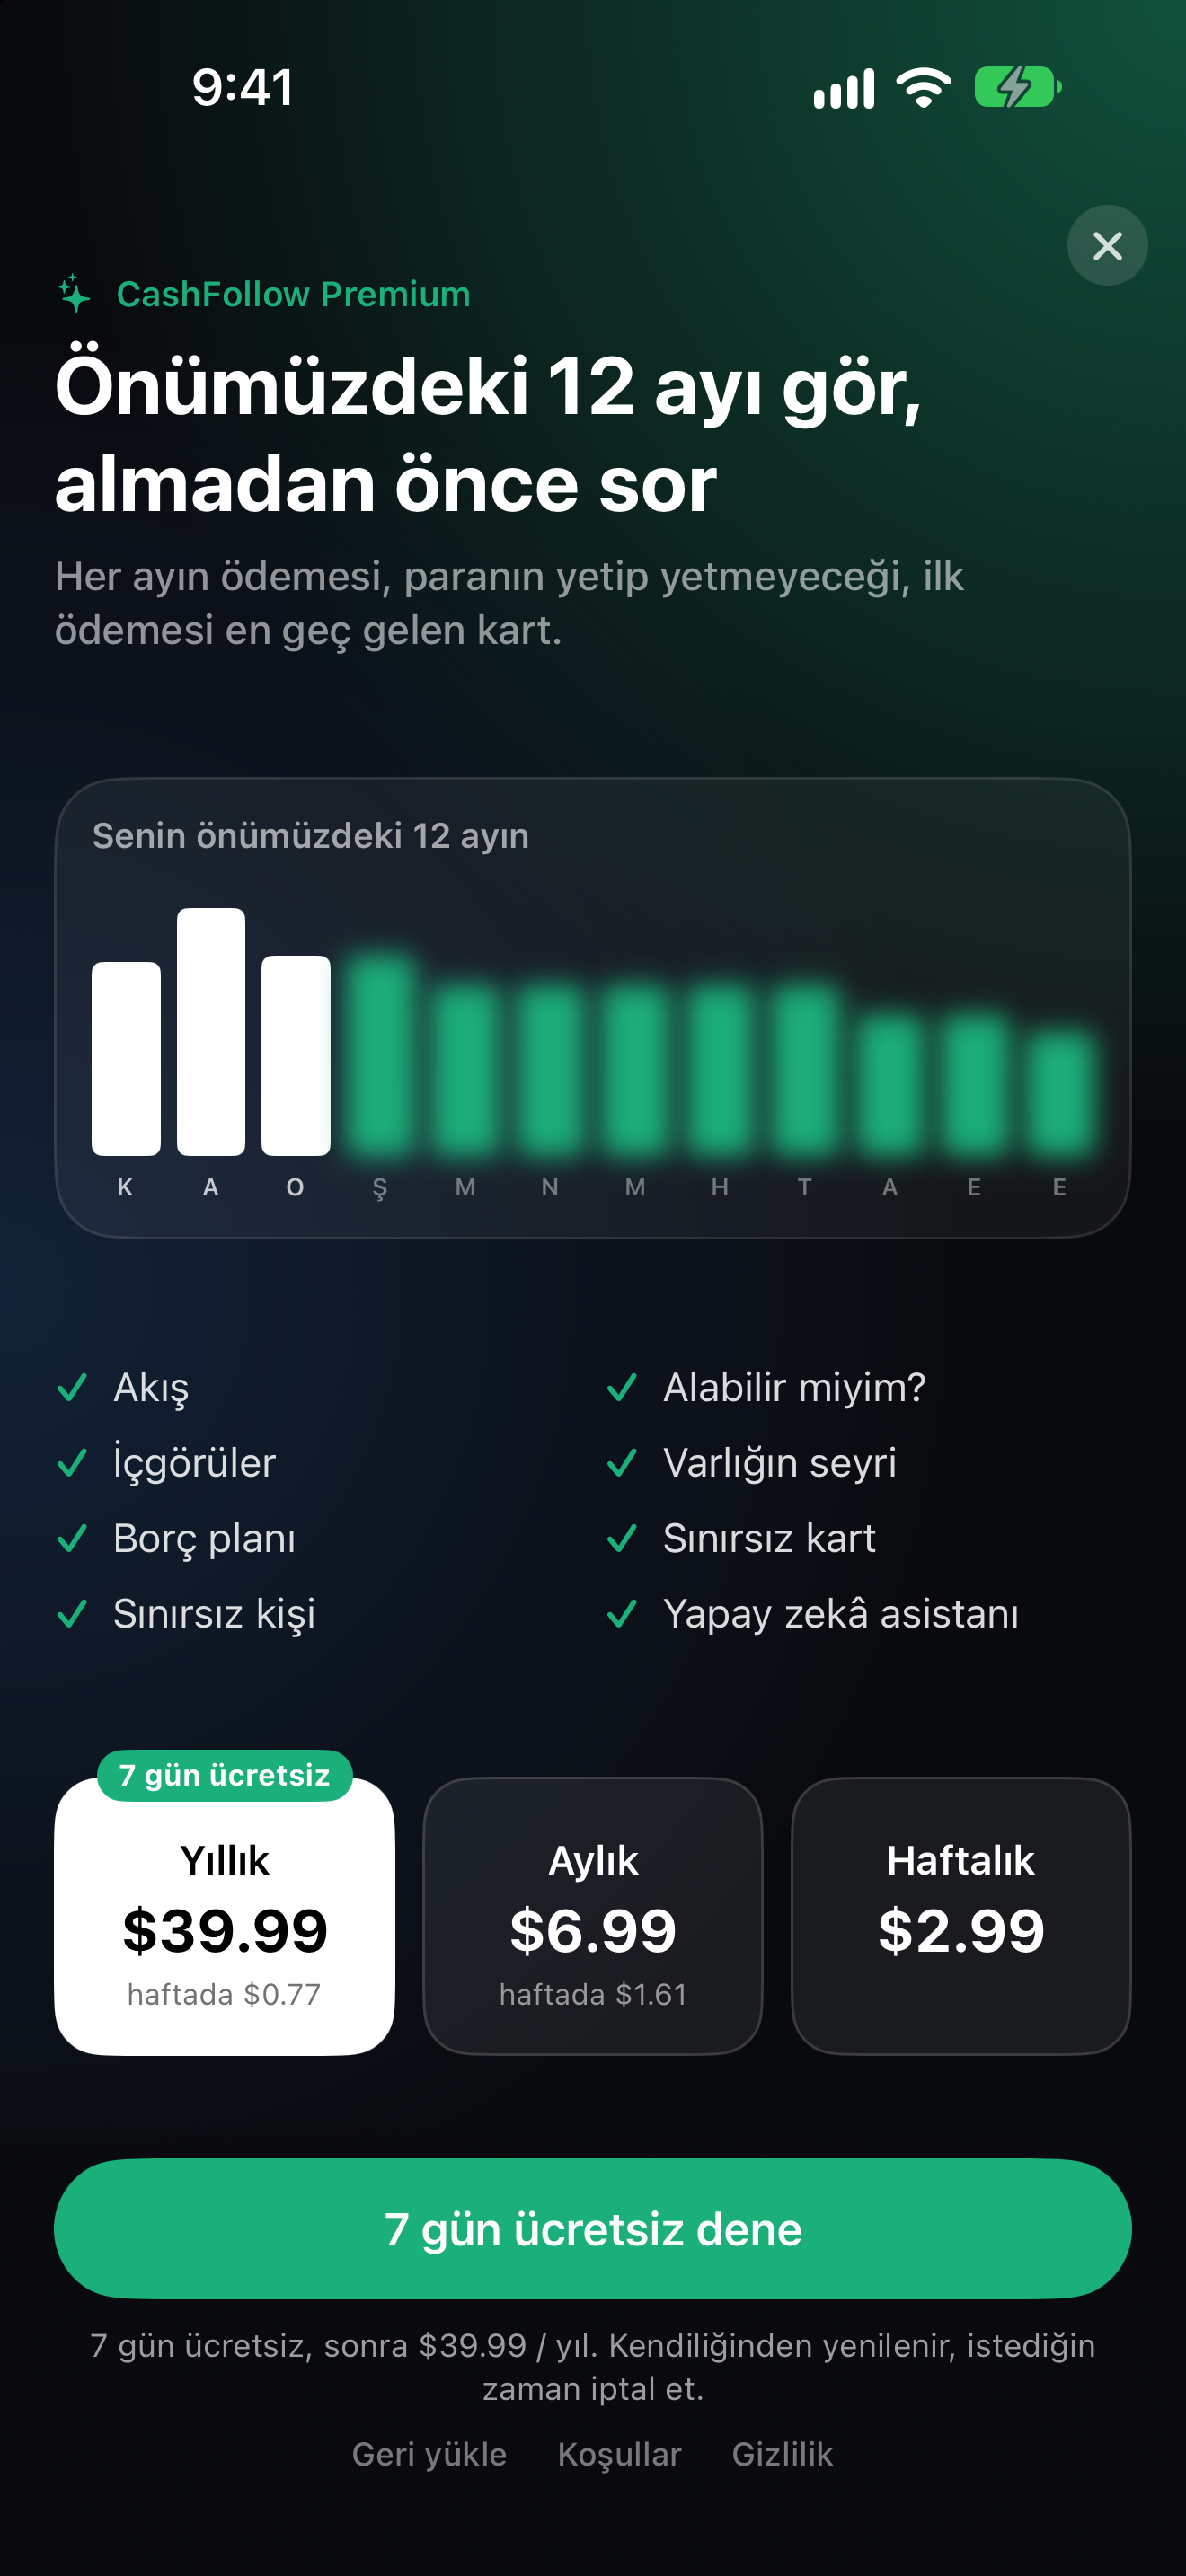 9:41
CashFollow Premium
Önümüzdeki 12 ayı gör,
almadan önce sor
Her ayın ödemesi, paranın yetip yetmeyeceği, ilk
ödemesi en geç gelen kart.
Senin önümüzdeki 12 ayın
K A O Ş M N M H T A E E
Akış
Alabilir miyim?
İçgörüler
Varlığın seyri
Borç planı
Sınırsız kart
Sınırsız kişi
Yapay zekâ asistanı
7 gün ücretsiz
Yıllık
$39.99
haftada $0.77
Aylık
$6.99
haftada $1.61
Haftalık
$2.99
7 gün ücretsiz dene
7 gün ücretsiz, sonra $39.99 / yıl. Kendiliğinden yenilenir, istediğin
zaman iptal et.
Geri yükle Koşullar Gizlilik